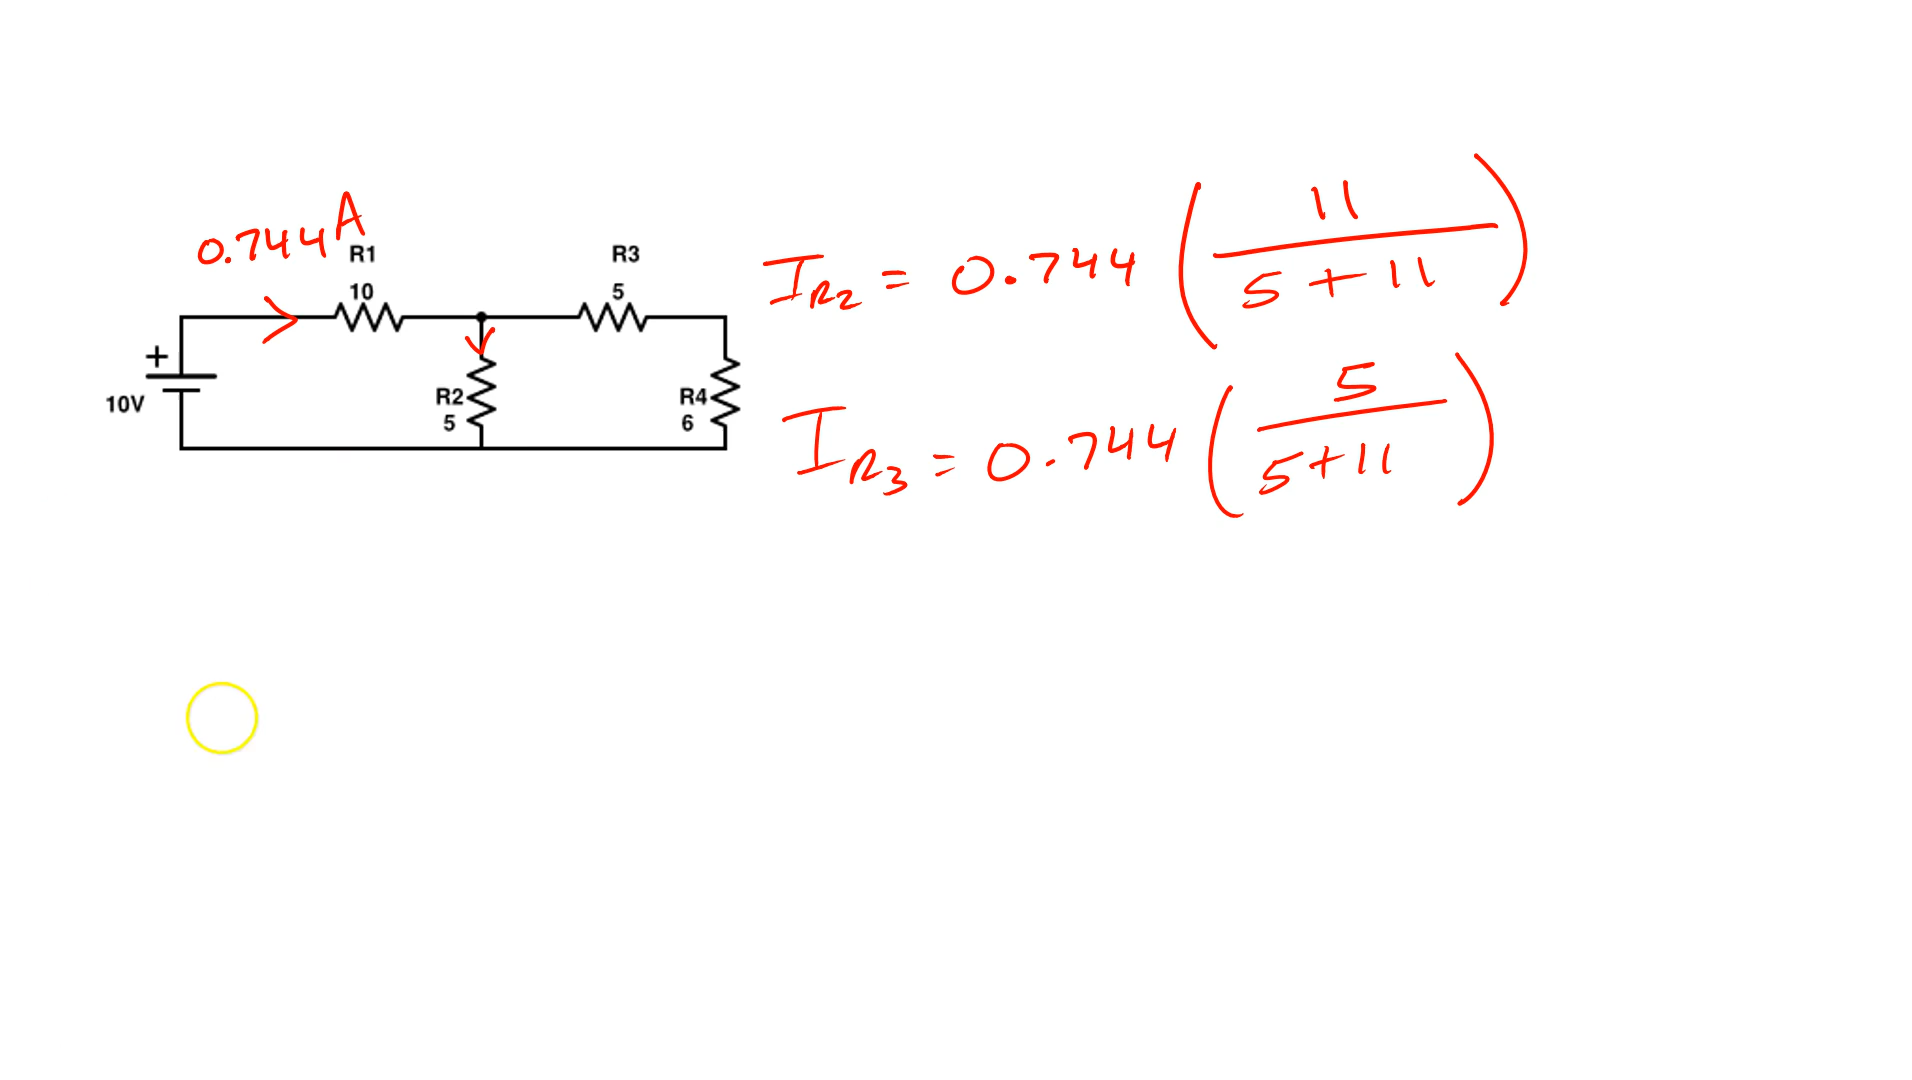 0.744A
R1
10
R3
5
+
10V
R2
5
R4
6
I_R2 = 0.744 (11 / (5 + 11))
I_R3 = 0.744 (5 / (5+11))